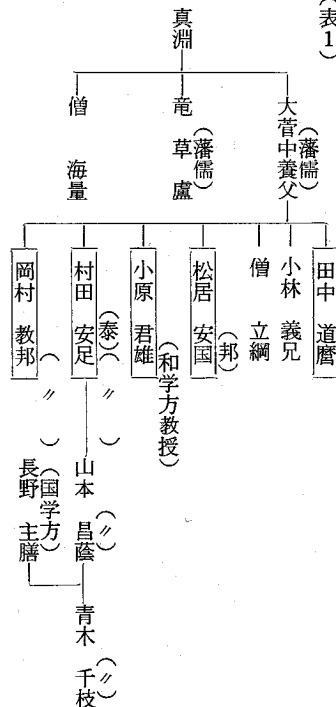 (表1)
真淵
大菅中養父
(藩儒)
竜草盧
(藩儒)
僧海量
田中道麿
小林義兄
僧立綱
松居安国
(邦)
小原君雄
(和学方教授)
村田安足
(泰)
(〃)
岡村教邦
(〃)
山本昌蔭
(〃)
長野主膳
(国学方)
青木千枝
(〃)